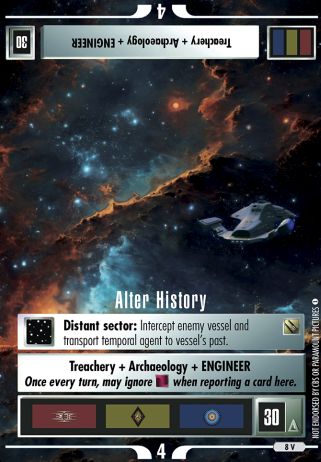 4
Treachery + Archaeology + ENGINEER
30
Alter History
Distant sector: Intercept enemy vessel and
transport temporal agent to vessel's past.
Treachery + Archaeology + ENGINEER
Once every turn, may ignore when reporting a card here.
30
4
8 V
NOT ENDORSED BY CBS OR PARAMOUNT PICTURES